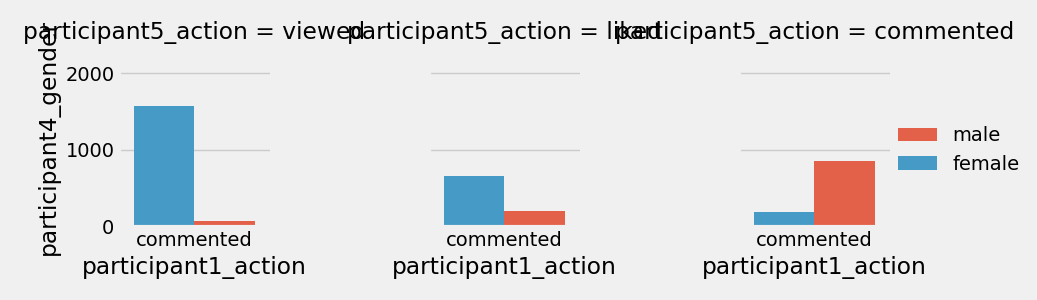 participant5_action = viewed
participant5_action = liked
participant5_action = commented
participant4_gender
2000
1000
0
commented
commented
commented
participant1_action
participant1_action
participant1_action
male
female